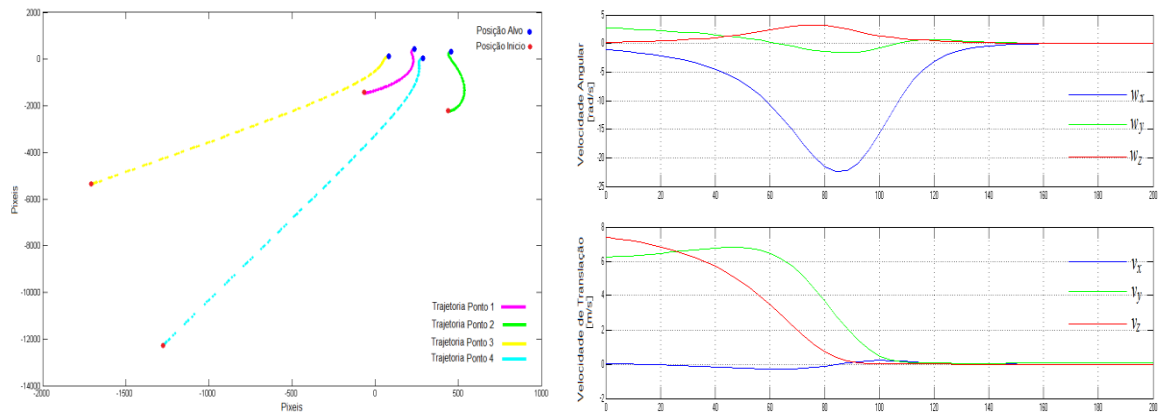 2000
0
-2000
-4000
-6000
-8000
-10000
-12000
-14000
-2000
-1500
-1000
-500
0
500
1000
Pixeis
Pixeis
Posição Alvo
Posição Inicio
Trajetoria Ponto 1
Trajetoria Ponto 2
Trajetoria Ponto 3
Trajetoria Ponto 4
Velocidade Angular
[rad/s]
5
0
-5
-10
-15
-20
-25
0
20
40
60
80
100
120
140
160
180
200
wx
wy
wz
Velocidade de Translação
[m/s]
8
6
4
2
0
-2
0
20
40
60
80
100
120
140
160
180
200
vx
vy
vz